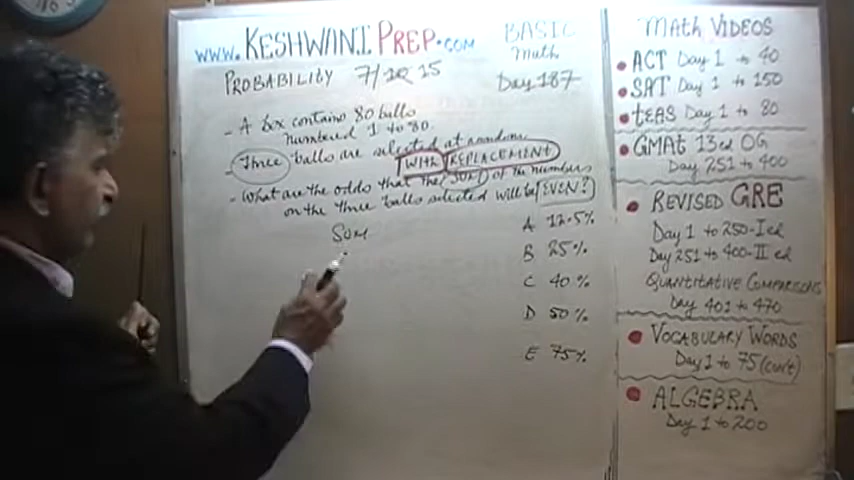 www.KESHWANI PREP.COM
BASIC
Math
Day 187
PROBABILITY 7/10 15
- A box contains 80 balls
numbered 1 to 80.
- Three balls are selected at random
WITH REPLACEMENT
- What are the odds that the SUM of the numbers
on the three balls selected will be EVEN?
SUM
A 12.5%
B 25%
C 40%
D 50%
E 75%
Math VIDEOS
ACT Day 1 to 40
SAT Day 1 to 150
tEAS Day 1 to 80
GMAt 13ed OG
Day 251 to 400
REVISED GRE
Day 1 to 250-I ed
Day 251 to 400-II ed
QUANTITATIVE COMPARISONS
Day 401 to 470
VOCABULARY WORDS
Day 1 to 75 (con't)
ALGEBRA
Day 1 to 200